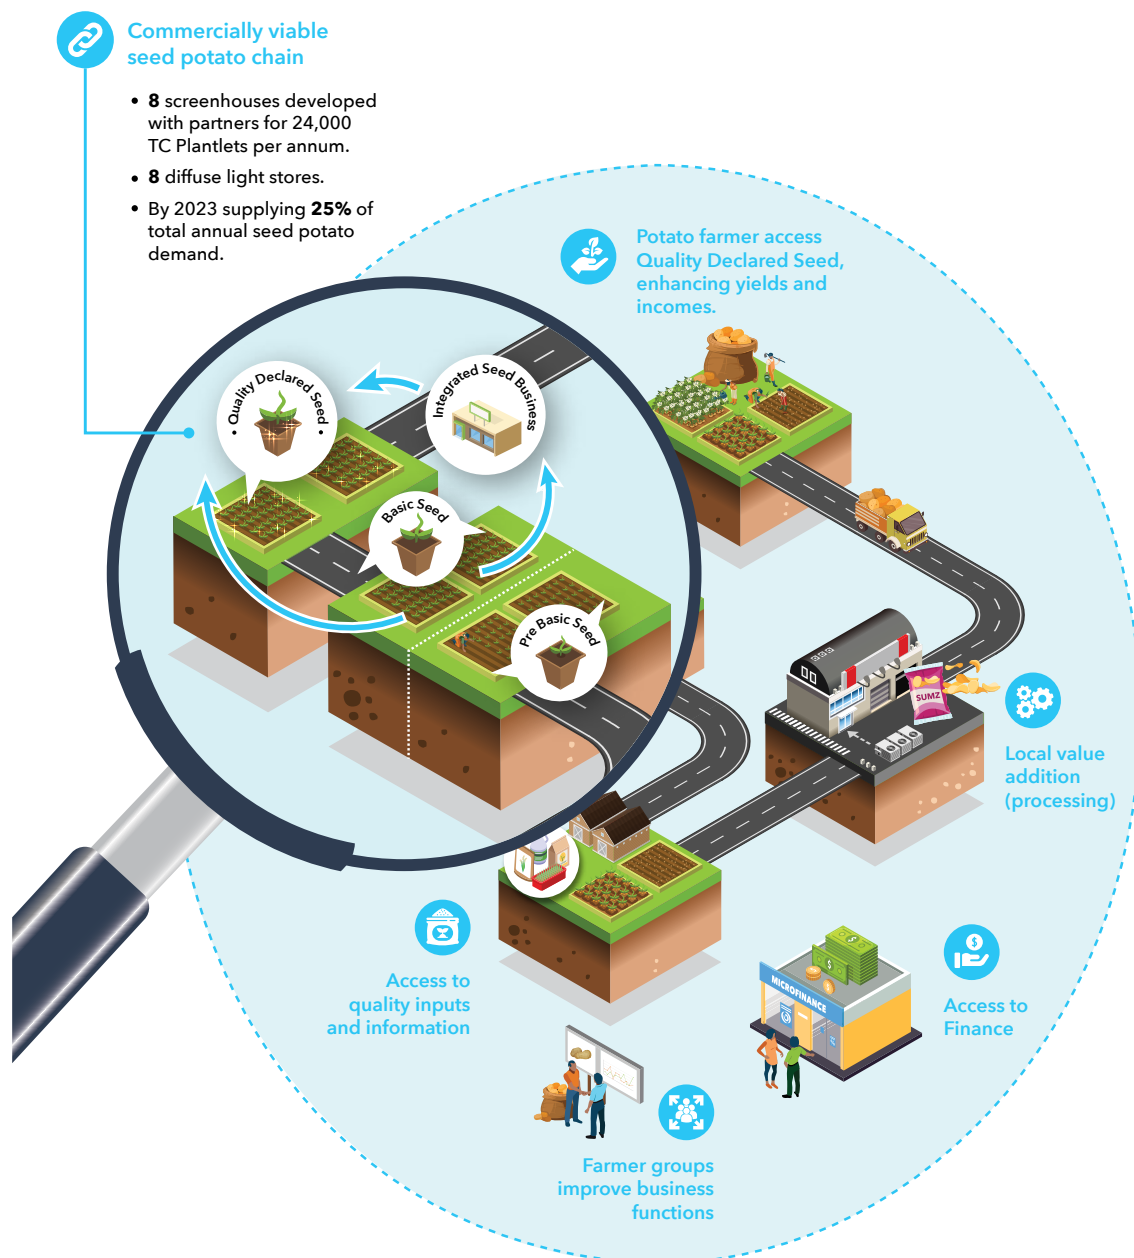 Commercially viable
seed potato chain
• 8 screenhouses developed
with partners for 24,000
TC Plantlets per annum.
• 8 diffuse light stores.
• By 2023 supplying 25% of
total annual seed potato
demand.
Potato farmer access
Quality Declared Seed,
enhancing yields and
incomes.
• Quality Declared Seed •
Integrated Seed Business
Basic Seed
Pre Basic Seed
SUMZ
Local value
addition
(processing)
Access to
quality inputs
and information
MICROFINANCE
Access to
Finance
Farmer groups
improve business
functions